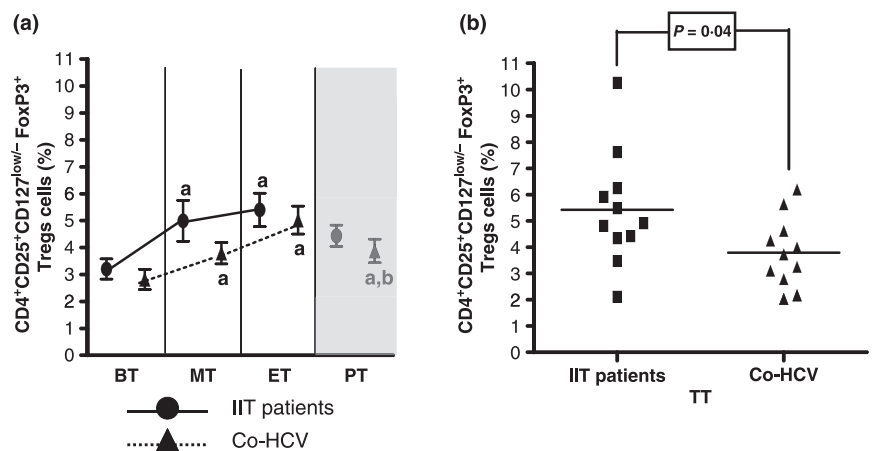 (a)
11
10
9
8
7
6
5
4
3
2
1
0
CD4⁺CD25⁺CD127ˡᵒʷ/⁻ FoxP3⁺
Tregs cells (%)
a
a
a
a
a,b
BT MT ET PT
IIT patients
Co-HCV
(b)
P = 0·04
11
10
9
8
7
6
5
4
3
2
1
0
CD4⁺CD25⁺CD127ˡᵒʷ/⁻ FoxP3⁺
Tregs cells (%)
IIT patients Co-HCV
TT